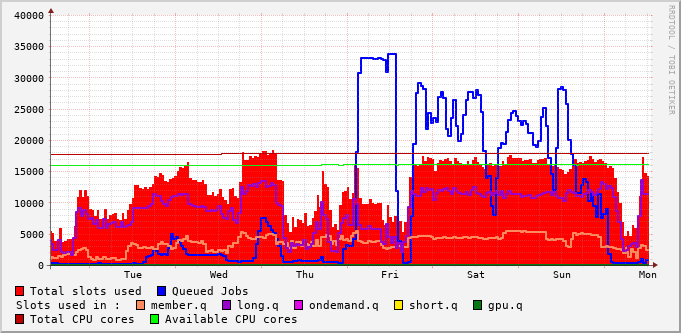 40000
35000
30000
25000
20000
15000
10000
5000
0
Tue Wed Thu Fri Sat Sun Mon
RRDTOOL / TOBI OETIKER
Total slots used Queued Jobs
Slots used in : member.q long.q ondemand.q short.q gpu.q
Total CPU cores Available CPU cores